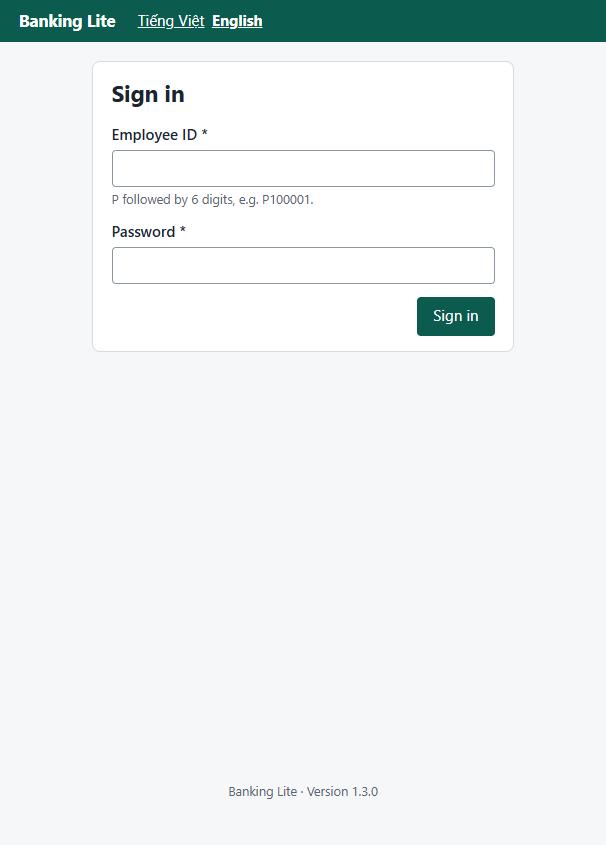 Banking Lite Tiếng Việt English
Sign in
Employee ID *
P followed by 6 digits, e.g. P100001.
Password *
Sign in
Banking Lite · Version 1.3.0